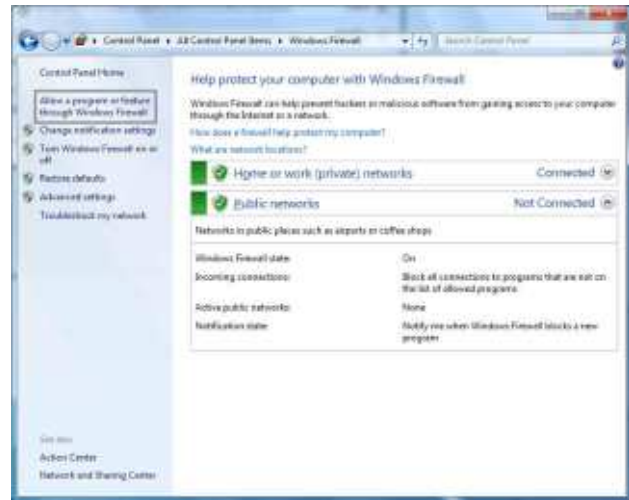 Control Panel ▸ All Control Panel Items ▸ Windows Firewall
Search Control Panel
Control Panel Home
Allow a program or feature
through Windows Firewall
Change notification settings
Turn Windows Firewall on or
off
Restore defaults
Advanced settings
Troubleshoot my network
See also
Action Center
Network and Sharing Center
Help protect your computer with Windows Firewall
Windows Firewall can help prevent hackers or malicious software from gaining access to your computer
through the Internet or a network.
How does a firewall help protect my computer?
What are network locations?
Home or work (private) networks Connected
Public networks Not Connected
Networks in public places such as airports or coffee shops
Windows Firewall state: On
Incoming connections: Block all connections to programs that are not on
the list of allowed programs
Active public networks: None
Notification state: Notify me when Windows Firewall blocks a new
program